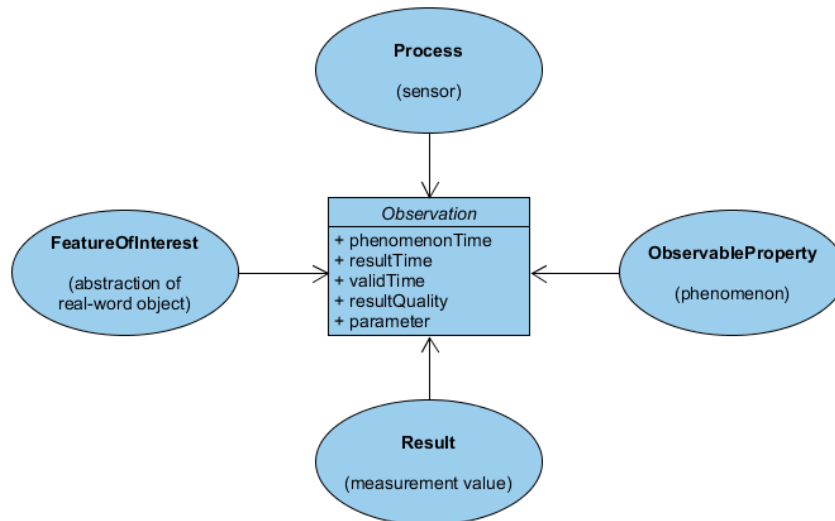 Process
(sensor)
Observation
+ phenomenonTime
+ resultTime
+ validTime
+ resultQuality
+ parameter
FeatureOfInterest
(abstraction of
real-word object)
ObservableProperty
(phenomenon)
Result
(measurement value)